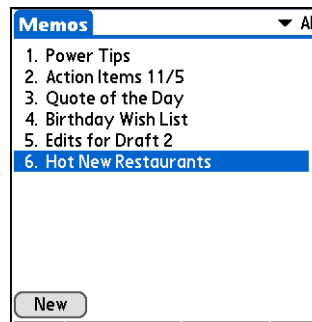 Memos
1. Power Tips
2. Action Items 11/5
3. Quote of the Day
4. Birthday Wish List
5. Edits for Draft 2
6. Hot New Restaurants
New